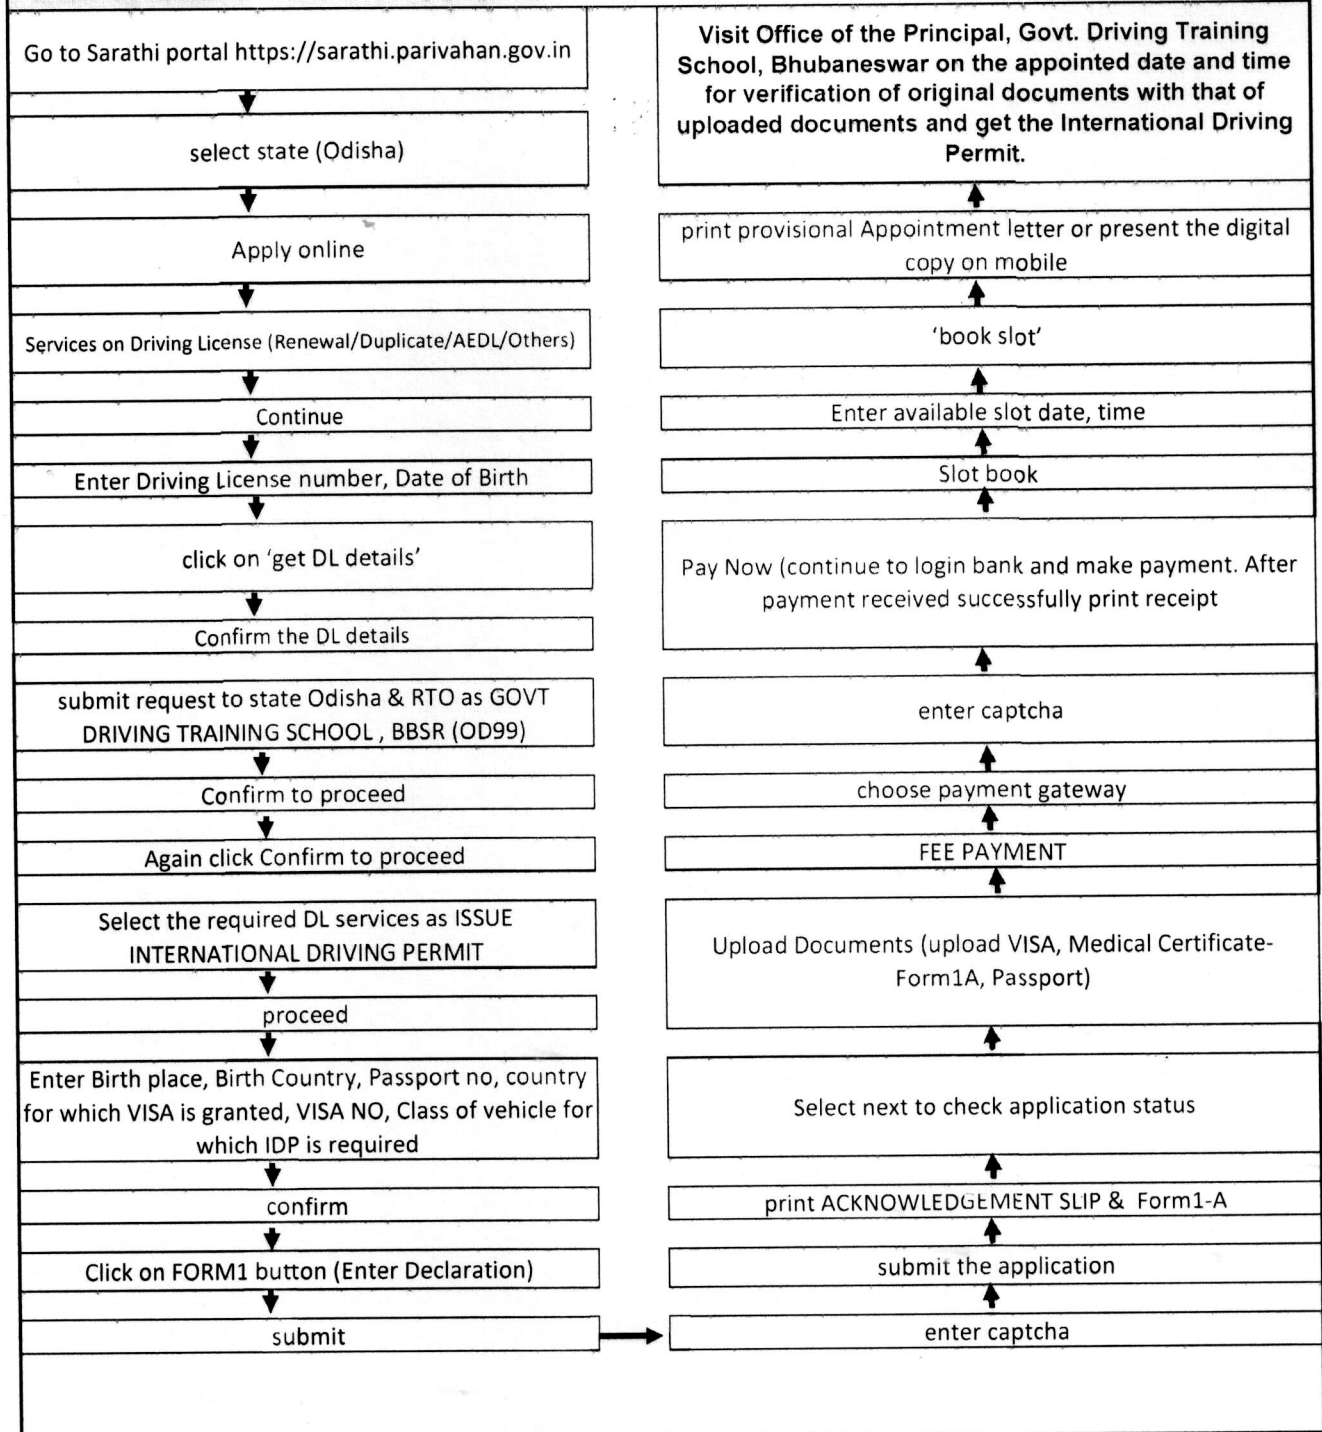 Go to Sarathi portal https://sarathi.parivahan.gov.in
select state (Odisha)
Apply online
Services on Driving License (Renewal/Duplicate/AEDL/Others)
Continue
Enter Driving License number, Date of Birth
click on ‘get DL details’
Confirm the DL details
submit request to state Odisha & RTO as GOVT
DRIVING TRAINING SCHOOL , BBSR (OD99)
Confirm to proceed
Again click Confirm to proceed
Select the required DL services as ISSUE
INTERNATIONAL DRIVING PERMIT
proceed
Enter Birth place, Birth Country, Passport no, country
for which VISA is granted, VISA NO, Class of vehicle for
which IDP is required
confirm
Click on FORM1 button (Enter Declaration)
submit
enter captcha
submit the application
print ACKNOWLEDGEMENT SLIP & Form1-A
Select next to check application status
Upload Documents (upload VISA, Medical Certificate-
Form1A, Passport)
FEE PAYMENT
choose payment gateway
enter captcha
Pay Now (continue to login bank and make payment. After
payment received successfully print receipt
Slot book
Enter available slot date, time
‘book slot’
print provisional Appointment letter or present the digital
copy on mobile
Visit Office of the Principal, Govt. Driving Training
School, Bhubaneswar on the appointed date and time
for verification of original documents with that of
uploaded documents and get the International Driving
Permit.